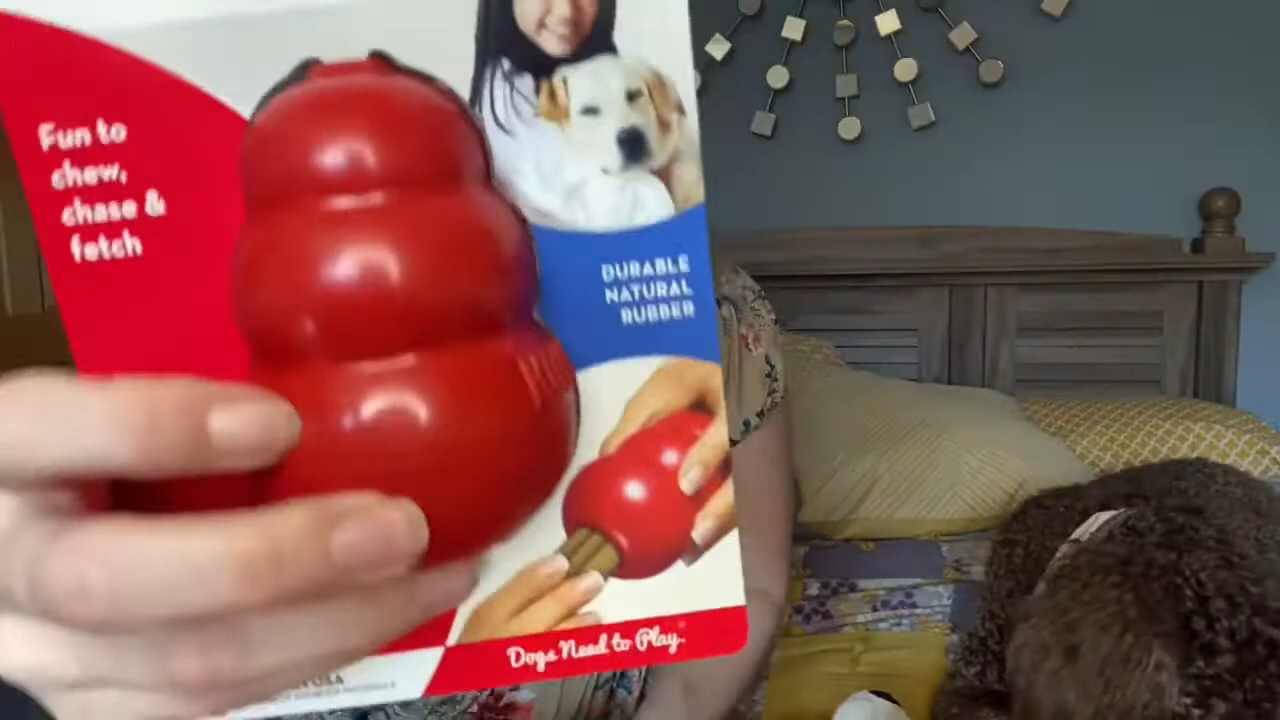 Fun to
chew,
chase &
fetch
DURABLE
NATURAL
RUBBER
Dogs Need to Play.